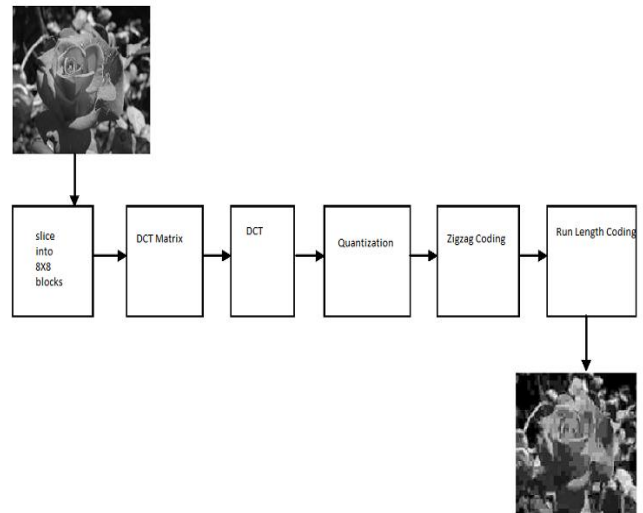 slice
into
8X8
blocks
DCT Matrix
DCT
Quantization
Zigzag Coding
Run Length Coding